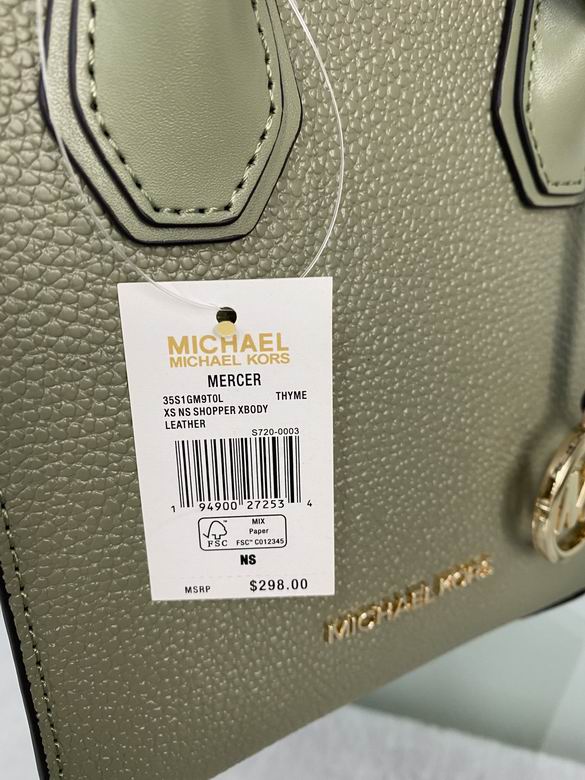 MICHAEL
MICHAEL KORS
MERCER
35S1GM9T0L THYME
XS NS SHOPPER XBODY
LEATHER
S720-0003
1 94900 27253 4
FSC
MIX
Paper
FSC™ C012345
NS
MSRP $298.00
MICHAEL KORS